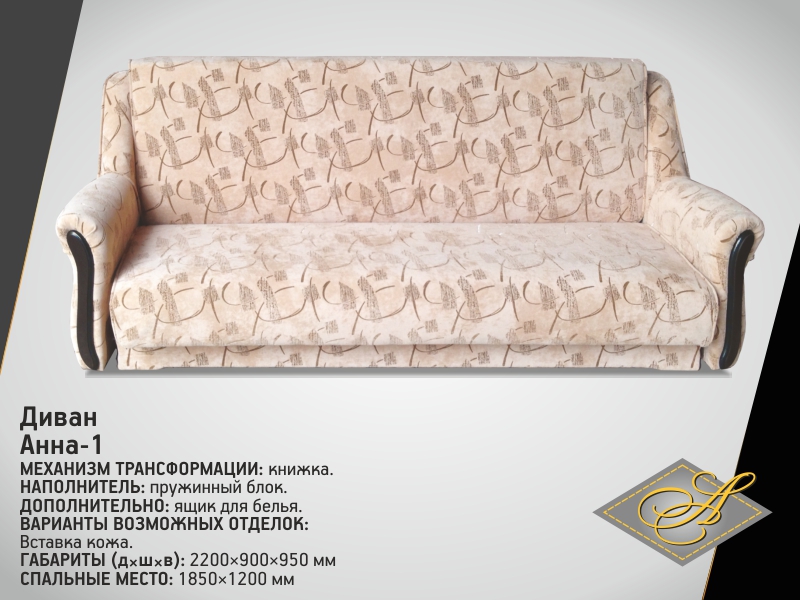 Диван
Анна-1
МЕХАНИЗМ ТРАНСФОРМАЦИИ: книжка.
НАПОЛНИТЕЛЬ: пружинный блок.
ДОПОЛНИТЕЛЬНО: ящик для белья.
ВАРИАНТЫ ВОЗМОЖНЫХ ОТДЕЛОК:
Вставка кожа.
ГАБАРИТЫ (д×ш×в): 2200×900×950 мм
СПАЛЬНЫЕ МЕСТО: 1850×1200 мм
А